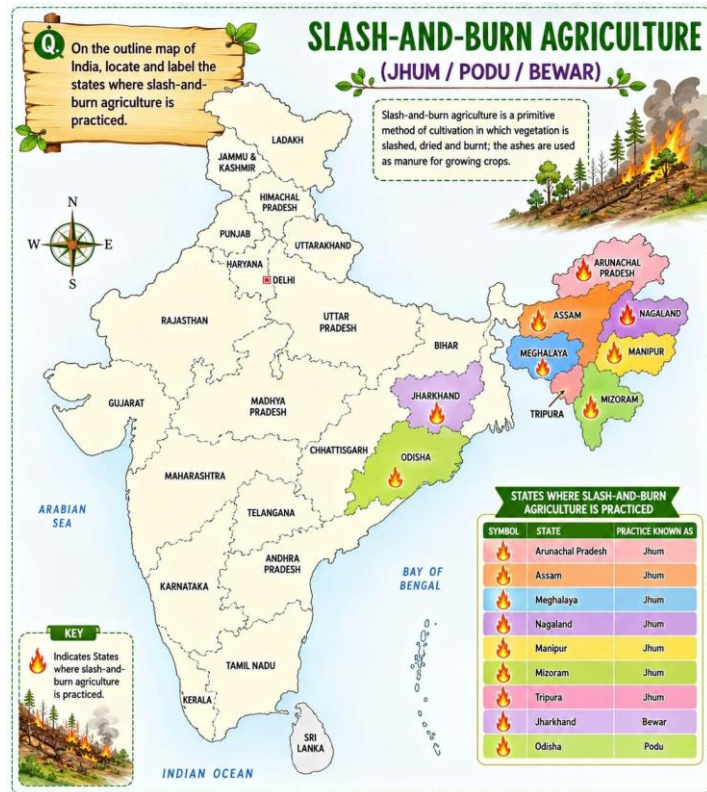 Q.
On the outline map of
India, locate and label the
states where slash-and-
burn agriculture is
practiced.
SLASH-AND-BURN AGRICULTURE
(JHUM / PODU / BEWAR)
Slash-and-burn agriculture is a primitive
method of cultivation in which vegetation is
slashed, dried and burnt; the ashes are used
as manure for growing crops.
N
W
E
S
LADAKH
JAMMU &
KASHMIR
HIMACHAL
PRADESH
PUNJAB
UTTARAKHAND
HARYANA
DELHI
RAJASTHAN
UTTAR
PRADESH
BIHAR
ARUNACHAL
PRADESH
ASSAM
NAGALAND
MEGHALAYA
MANIPUR
TRIPURA
MIZORAM
GUJARAT
MADHYA
PRADESH
JHARKHAND
CHHATTISGARH
ODISHA
MAHARASHTRA
TELANGANA
ANDHRA
PRADESH
KARNATAKA
TAMIL NADU
KERALA
SRI
LANKA
ARABIAN
SEA
BAY OF
BENGAL
INDIAN OCEAN
KEY
Indicates States
where slash-and-
burn agriculture
is practiced.
STATES WHERE SLASH-AND-BURN
AGRICULTURE IS PRACTICED
SYMBOL STATE PRACTICE KNOWN AS
Arunachal Pradesh Jhum
Assam Jhum
Meghalaya Jhum
Nagaland Jhum
Manipur Jhum
Mizoram Jhum
Tripura Jhum
Jharkhand Bewar
Odisha Podu